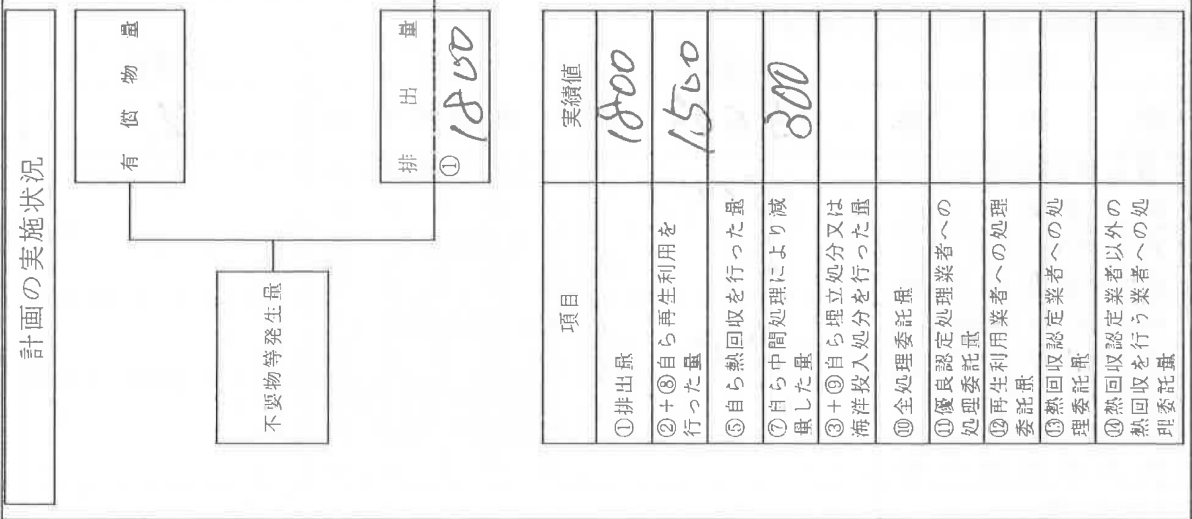 計画の実施状況
有償物量
不要物等発生量
排出量
①
1800
項目
実績値
①排出量
1800
②+⑧自ら再生利用を
行った量
1500
⑤自ら熱回収を行った量
⑦自ら中間処理により減
量した量
300
③+⑨自ら埋立処分又は
海洋投入処分を行った量
⑩全処理委託量
⑪優良認定処理業者への
処理委託量
⑫再生利用業者への処理
委託量
⑬熱回収認定業者への処
理委託量
⑭熱回収認定業者以外の
熱回収を行う業者への処
理委託量